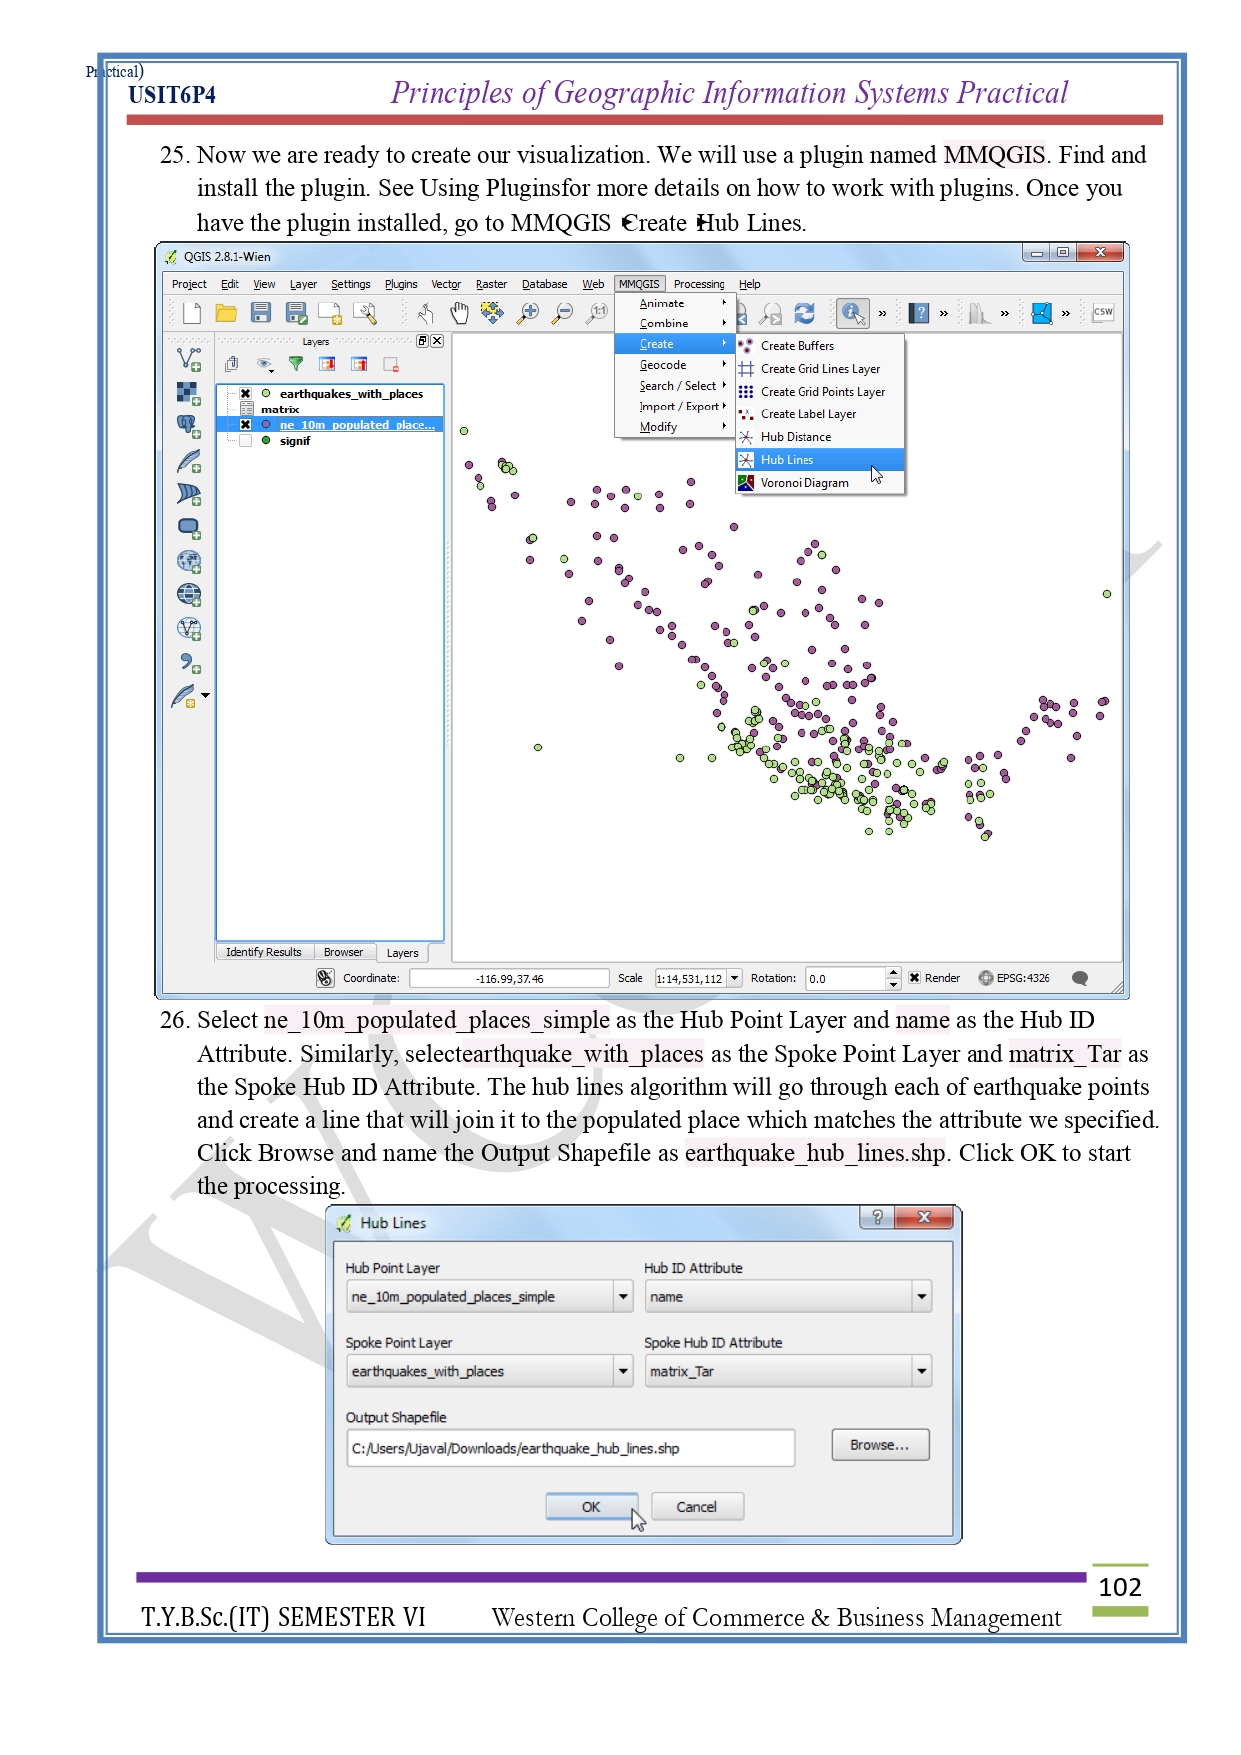 Practical)
USIT6P4 Principles of Geographic Information Systems Practical
25. Now we are ready to create our visualization. We will use a plugin named MMQGIS. Find and
install the plugin. See Using Pluginsfor more details on how to work with plugins. Once you
have the plugin installed, go to MMQGIS Create Hub Lines.
QGIS 2.8.1-Wien
Project Edit View Layer Settings Plugins Vector Raster Database Web MMQGIS Processing Help
Animate
Combine
Create
Geocode
Search / Select
Import / Export
Modify
Create Buffers
Create Grid Lines Layer
Create Grid Points Layer
Create Label Layer
Hub Distance
Hub Lines
Voronoi Diagram
CSW
Layers
earthquakes_with_places
matrix
ne_10m_populated_place...
signif
Identify Results Browser Layers
Coordinate: -116.99,37.46 Scale 1:14,531,112 Rotation: 0.0 Render EPSG:4326
26. Select ne_10m_populated_places_simple as the Hub Point Layer and name as the Hub ID
Attribute. Similarly, selectearthquake_with_places as the Spoke Point Layer and matrix_Tar as
the Spoke Hub ID Attribute. The hub lines algorithm will go through each of earthquake points
and create a line that will join it to the populated place which matches the attribute we specified.
Click Browse and name the Output Shapefile as earthquake_hub_lines.shp. Click OK to start
the processing.
Hub Lines
Hub Point Layer Hub ID Attribute
ne_10m_populated_places_simple name
Spoke Point Layer Spoke Hub ID Attribute
earthquakes_with_places matrix_Tar
Output Shapefile
C:/Users/Ujaval/Downloads/earthquake_hub_lines.shp Browse...
OK Cancel
102
T.Y.B.Sc.(IT) SEMESTER VI Western College of Commerce & Business Management